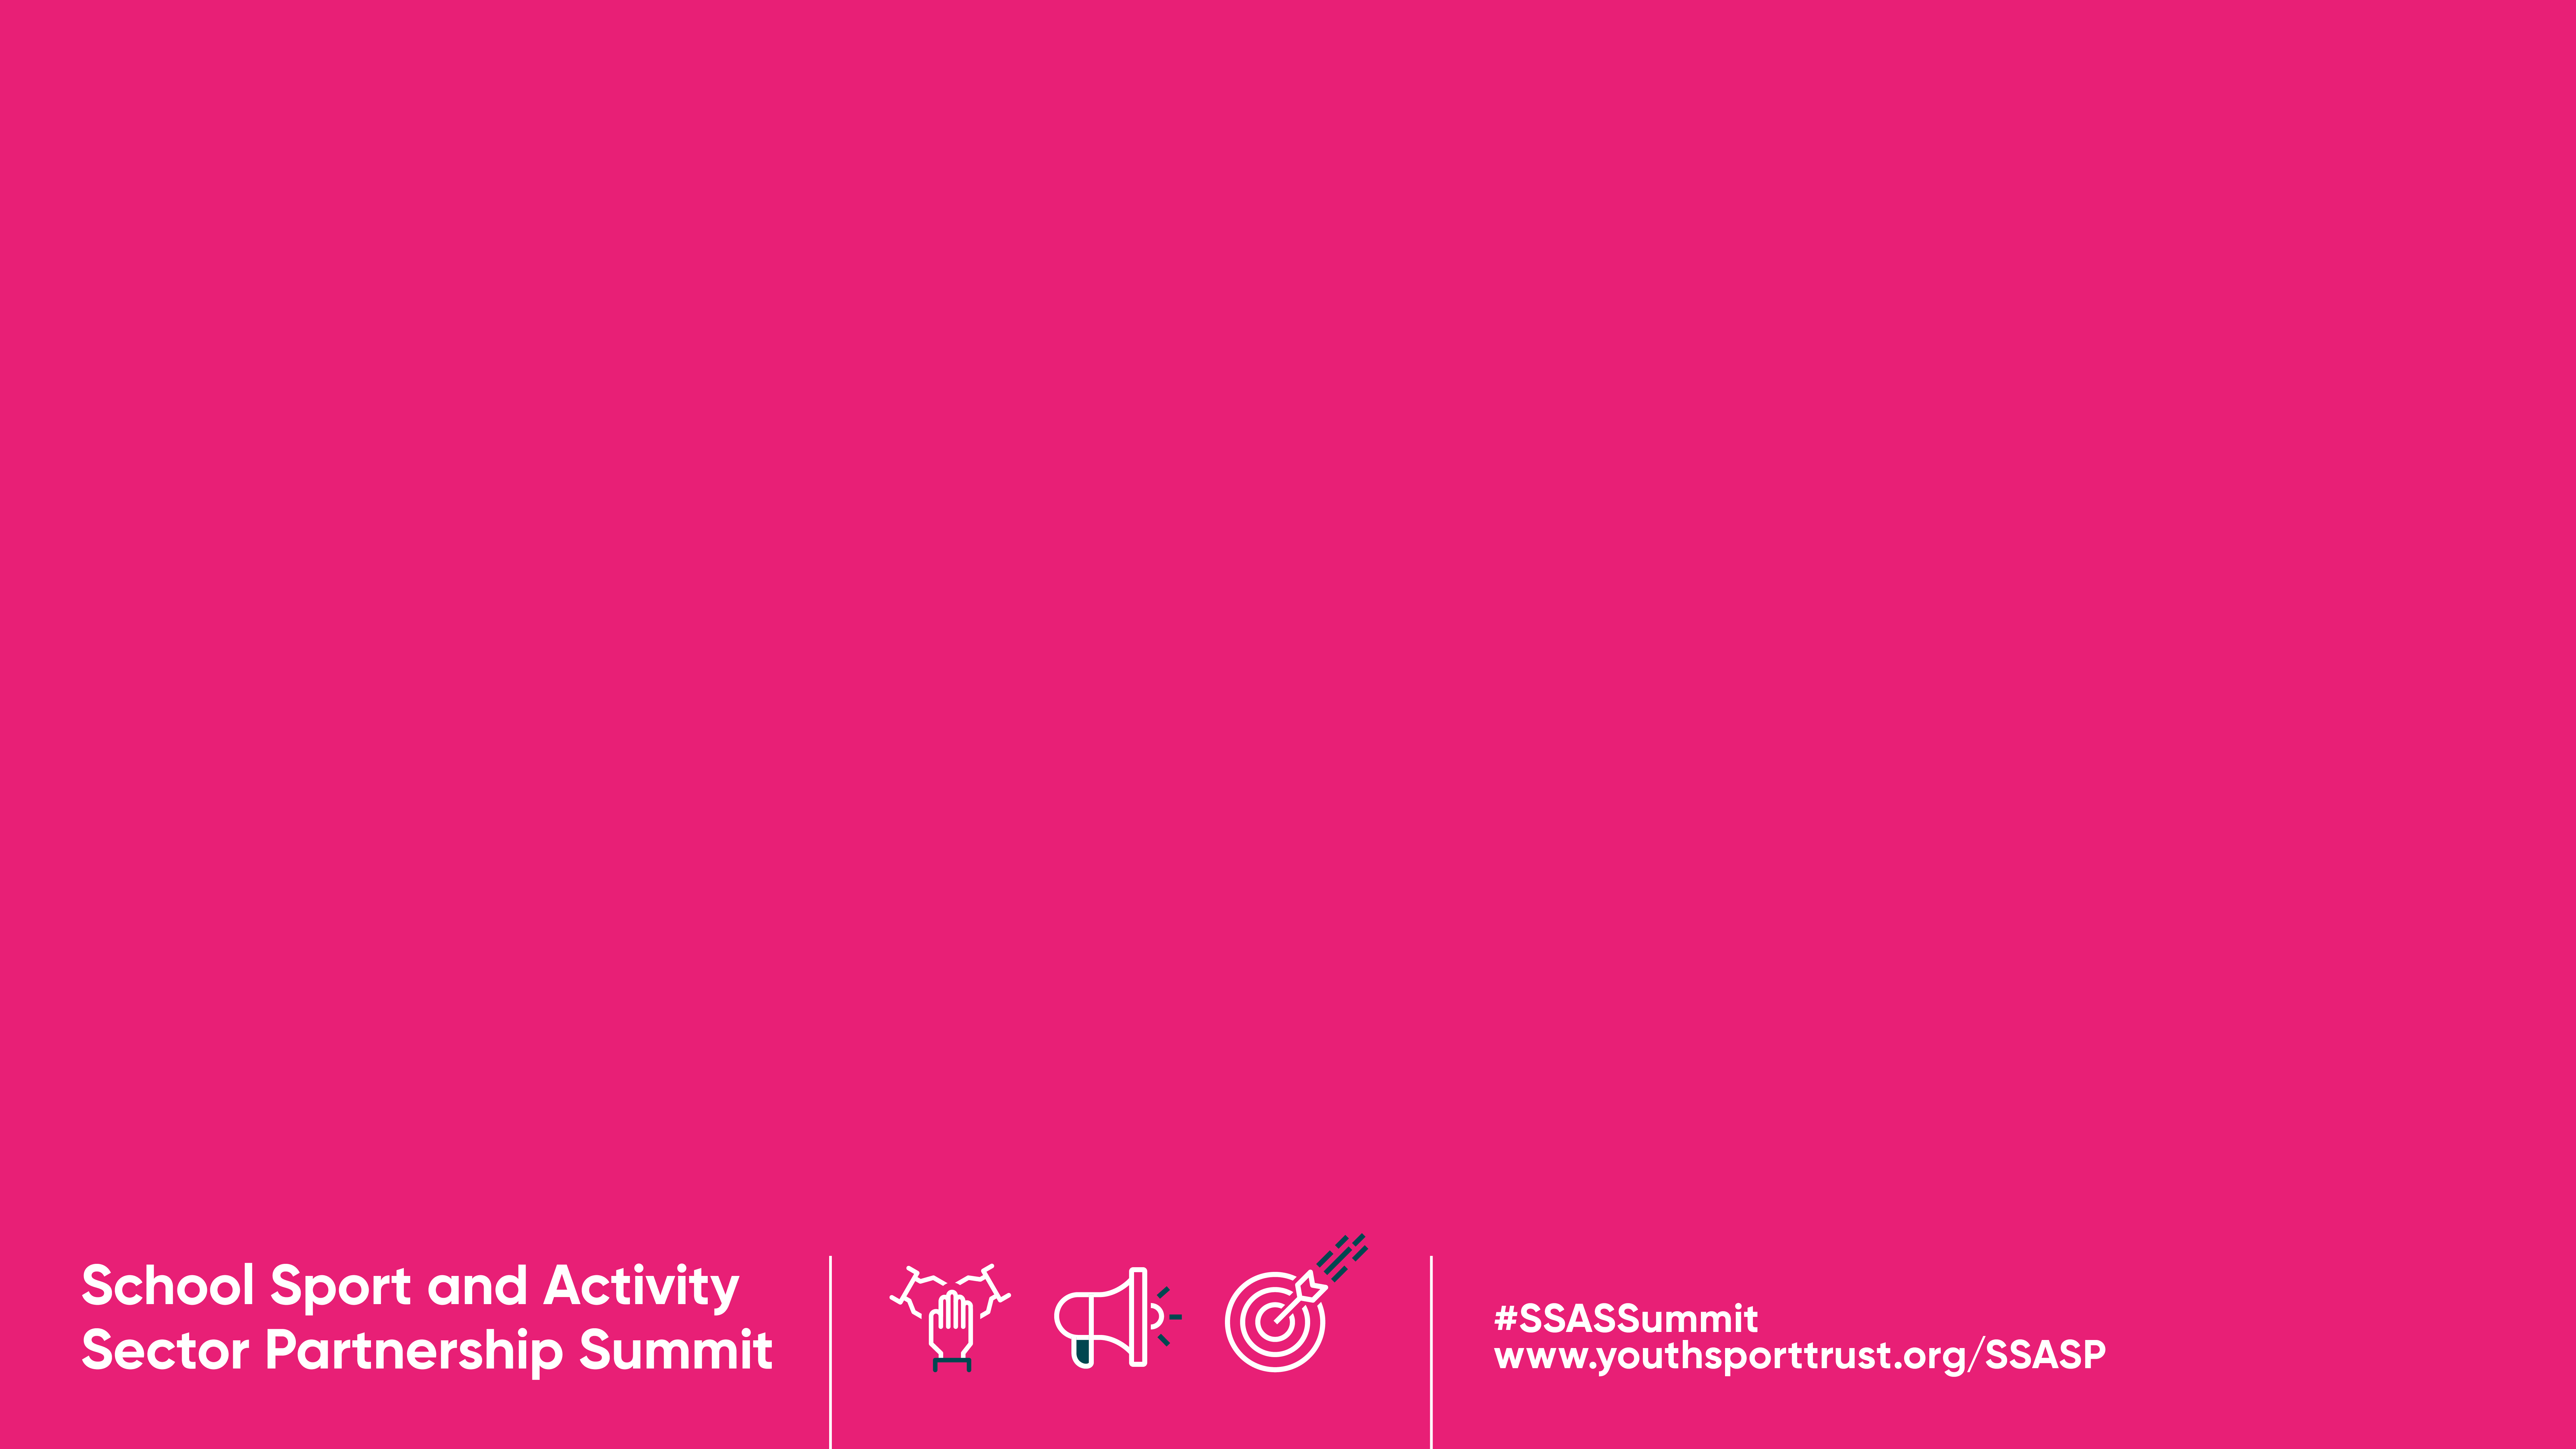 School Sport and Activity
Sector Partnership Summit
#SSASSummit
www.youthsporttrust.org/SSASP